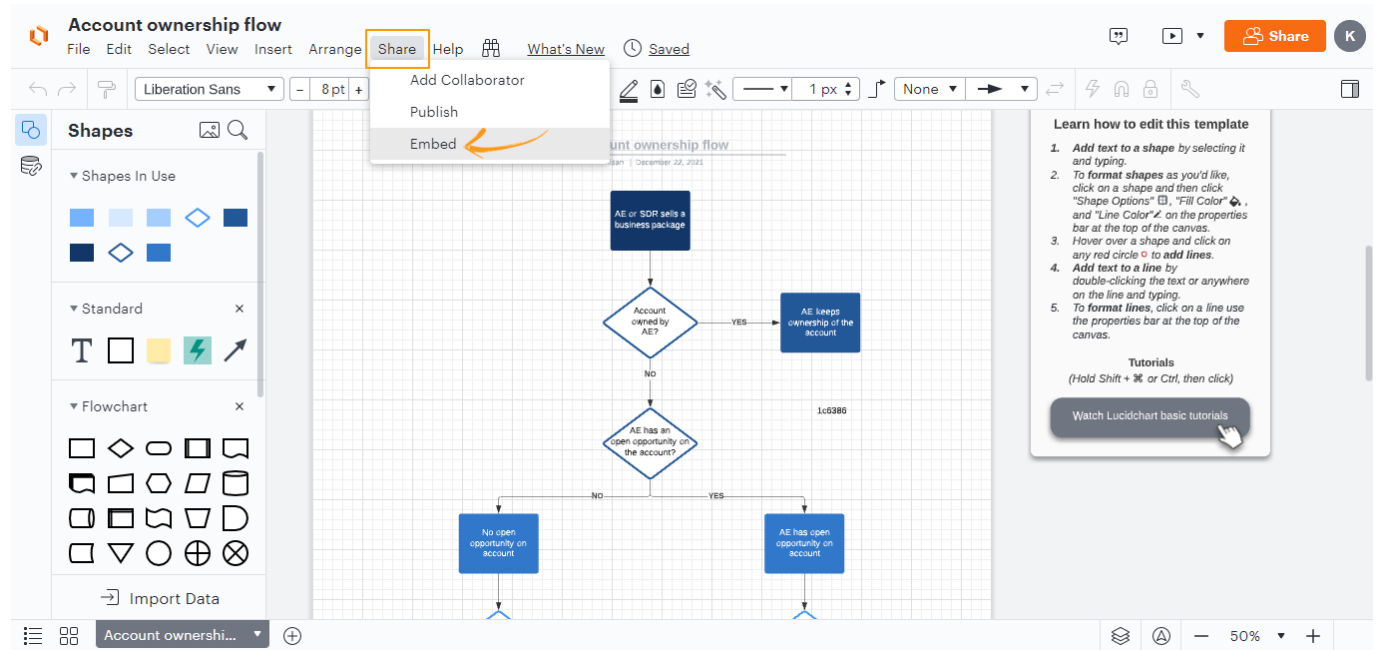 Account ownership flow
File Edit Select View Insert Arrange Share Help What's New Saved
Share
K
Liberation Sans
– 8 pt +
1 px
None
Add Collaborator
Publish
Embed
Shapes
Shapes In Use
Standard
T
Flowchart
Import Data
unt ownership flow
san | December 22, 2021
AE or SDR sells a
business package
Account
owned by
AE?
YES
AE keeps
ownership of the
account
NO
1c6386
AE has an
open opportunity on
the account?
NO
YES
No open
opportunity on
account
AE has open
opportunity on
account
Learn how to edit this template
1. Add text to a shape by selecting it
and typing.
2. To format shapes as you'd like,
click on a shape and then click
"Shape Options" , "Fill Color" ,
and "Line Color" on the properties
bar at the top of the canvas.
3. Hover over a shape and click on
any red circle to add lines.
4. Add text to a line by
double-clicking the text or anywhere
on the line and typing.
5. To format lines, click on a line use
the properties bar at the top of the
canvas.
Tutorials
(Hold Shift + ⌘ or Ctrl, then click)
Watch Lucidchart basic tutorials
Account ownershi...
50%